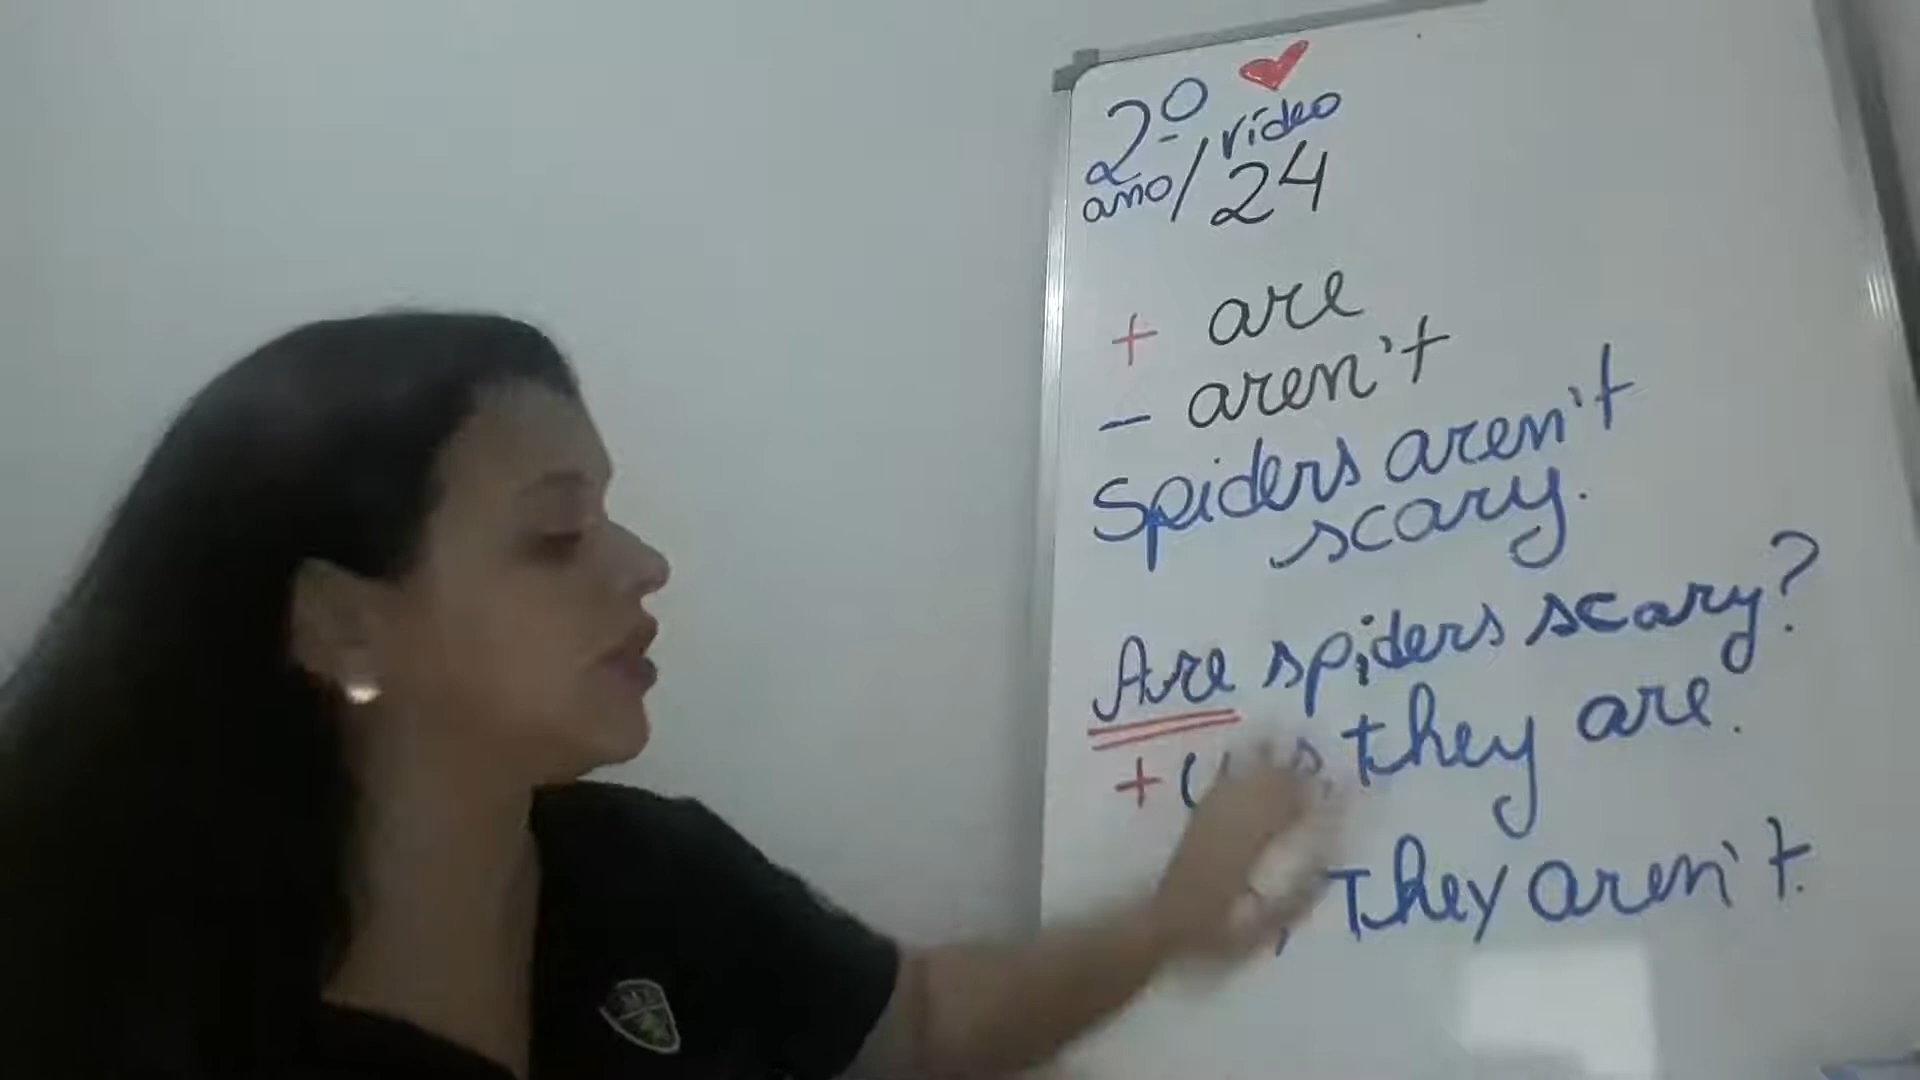 2º
ano / vídeo
24
+ are
- aren't
Spiders aren't
scary.
Are spiders scary?
+ they are.
, they aren't.